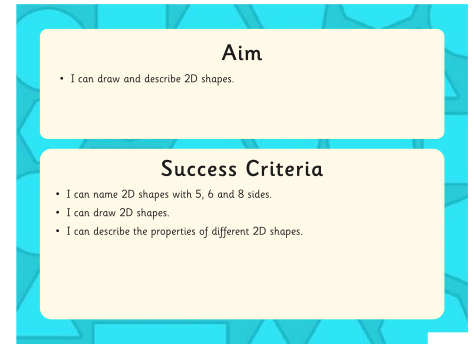 Aim
• I can draw and describe 2D shapes.
Success Criteria
• I can name 2D shapes with 5, 6 and 8 sides.
• I can draw 2D shapes.
• I can describe the properties of different 2D shapes.